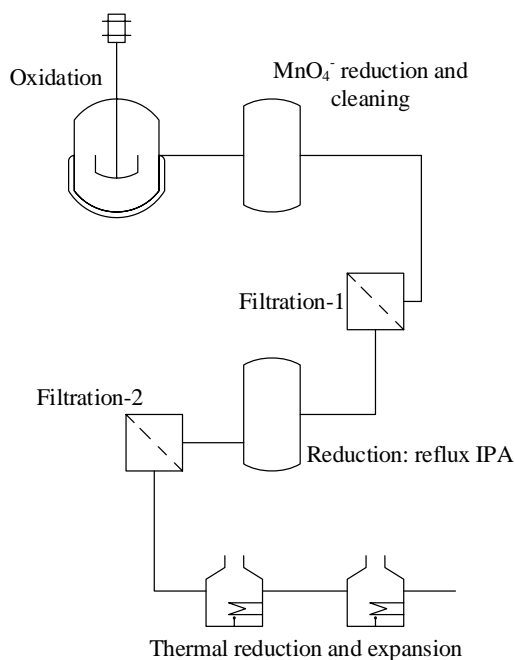 Oxidation
MnO₄⁻ reduction and
cleaning
Filtration-1
Filtration-2
Reduction: reflux IPA
Thermal reduction and expansion